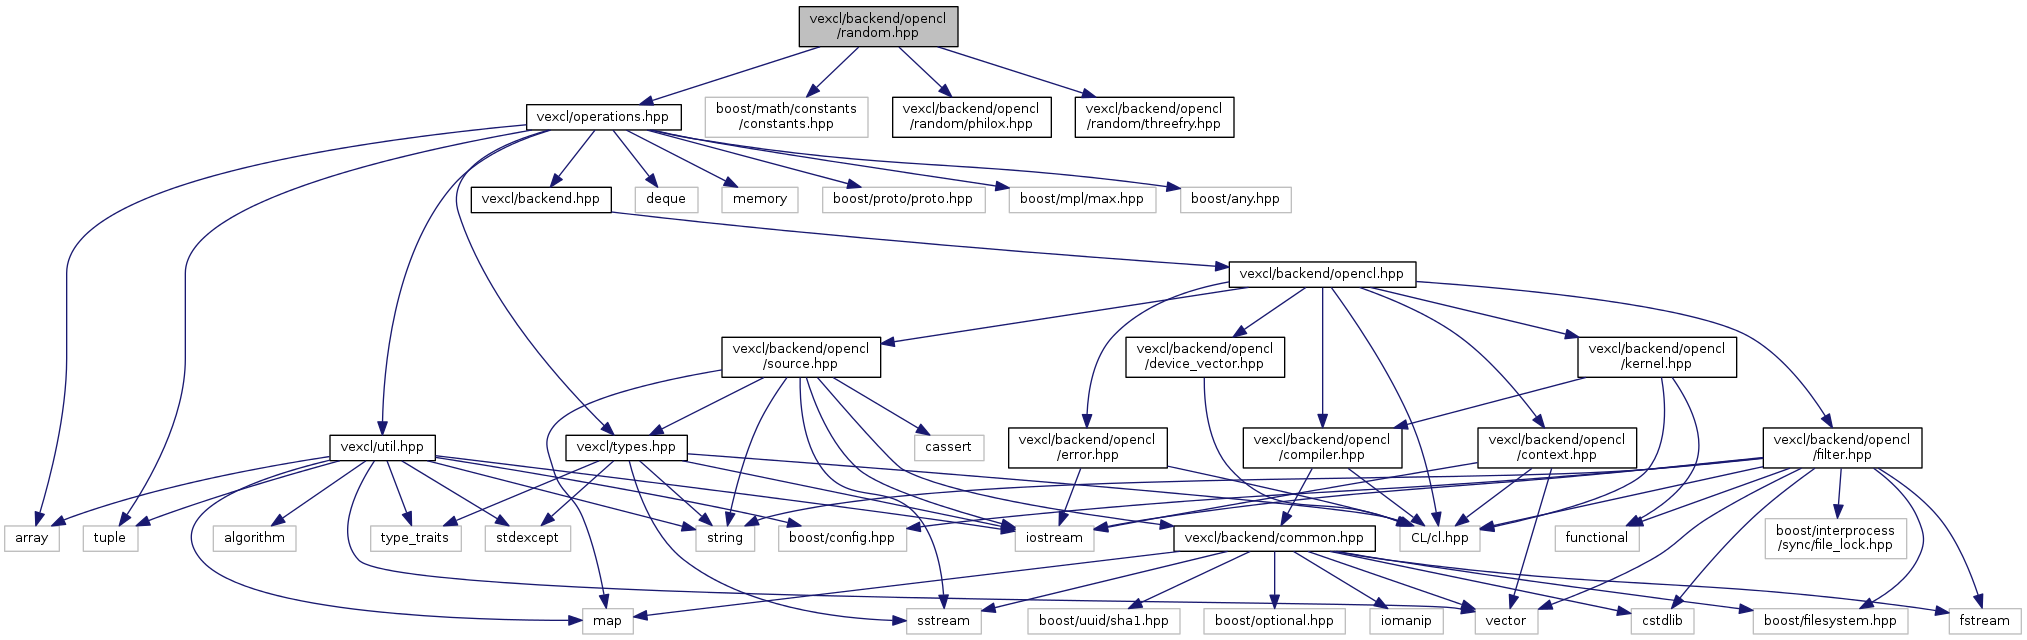 vexcl/backend/opencl
/random.hpp
vexcl/operations.hpp
boost/math/constants
/constants.hpp
vexcl/backend/opencl
/random/philox.hpp
vexcl/backend/opencl
/random/threefry.hpp
vexcl/backend.hpp
deque
memory
boost/proto/proto.hpp
boost/mpl/max.hpp
boost/any.hpp
vexcl/backend/opencl.hpp
vexcl/backend/opencl
/source.hpp
vexcl/backend/opencl
/device_vector.hpp
vexcl/backend/opencl
/kernel.hpp
vexcl/util.hpp
vexcl/types.hpp
cassert
vexcl/backend/opencl
/error.hpp
vexcl/backend/opencl
/compiler.hpp
vexcl/backend/opencl
/context.hpp
vexcl/backend/opencl
/filter.hpp
array
tuple
algorithm
type_traits
stdexcept
string
boost/config.hpp
iostream
vexcl/backend/common.hpp
CL/cl.hpp
functional
boost/interprocess
/sync/file_lock.hpp
map
sstream
boost/uuid/sha1.hpp
boost/optional.hpp
iomanip
vector
cstdlib
boost/filesystem.hpp
fstream